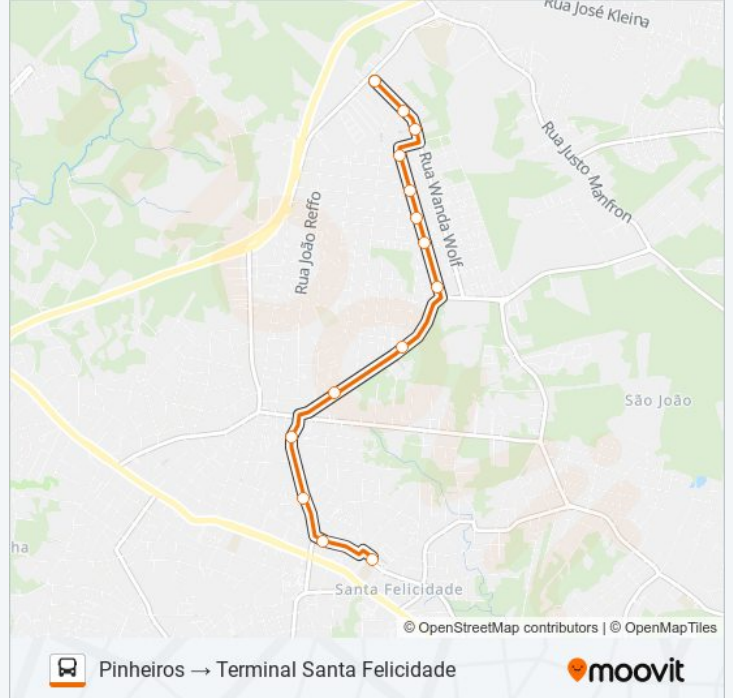 Rua José Kleina
Rua Justo Manfron
Rua Wanda Wolf
Rua João Reffo
São João
ha
Santa Felicidade
© OpenStreetMap contributors | © OpenMapTiles
Pinheiros → Terminal Santa Felicidade
moovit